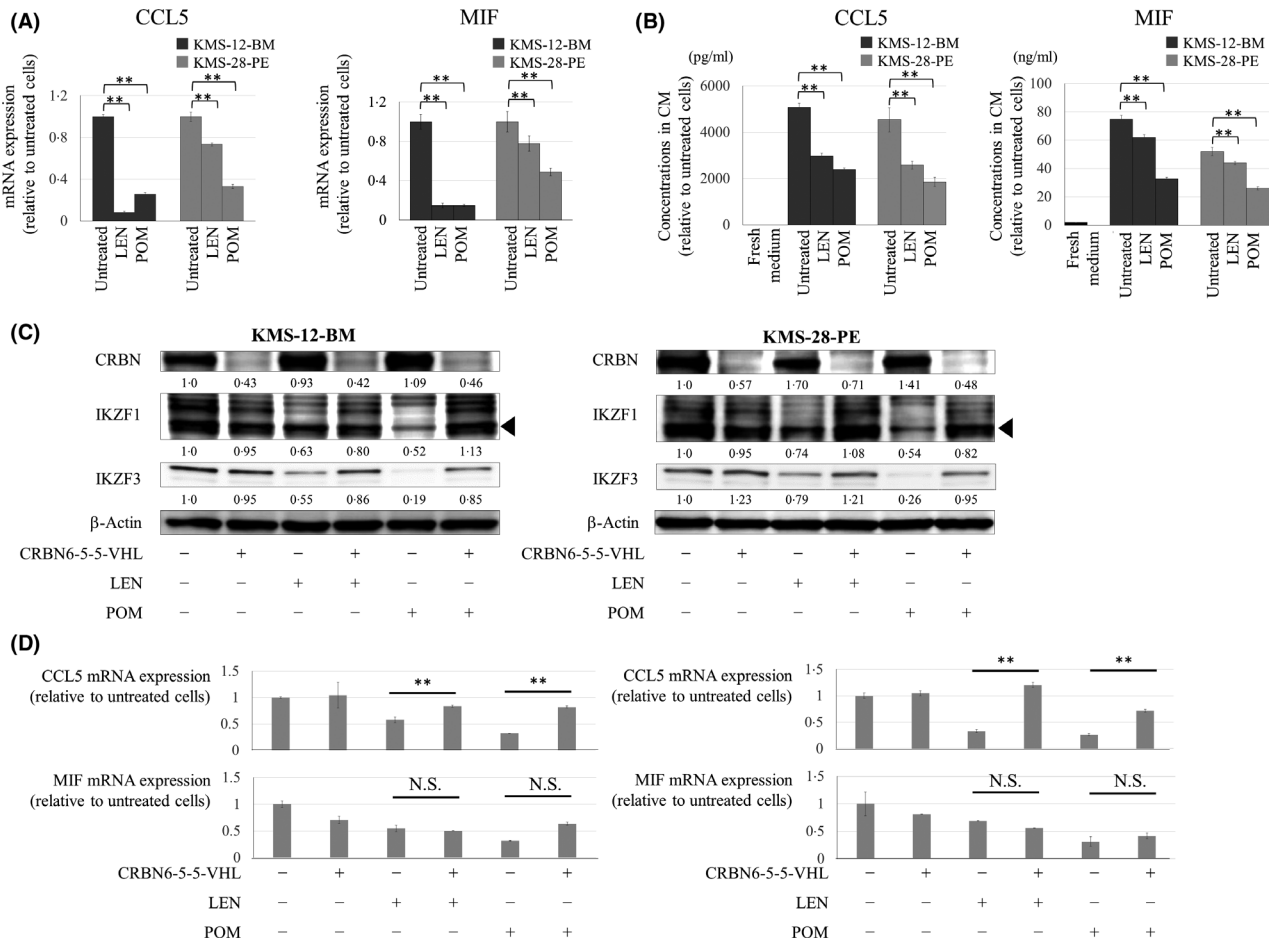 (A)
CCL5
KMS-12-BM
KMS-28-PE
mRNA expression
(relative to untreated cells)
1·2
0·8
0·4
0
**
**
**
**
Untreated
LEN
POM
Untreated
LEN
POM
MIF
KMS-12-BM
KMS-28-PE
mRNA expression
(relative to untreated cells)
1·2
0·8
0·4
0
**
**
**
**
Untreated
LEN
POM
Untreated
LEN
POM
(B)
CCL5
KMS-12-BM
KMS-28-PE
(pg/ml)
Concentrations in CM
(relative to untreated cells)
6000
4000
2000
0
**
**
**
**
Fresh
medium
Untreated
LEN
POM
Untreated
LEN
POM
MIF
KMS-12-BM
KMS-28-PE
(ng/ml)
Concentrations in CM
(relative to untreated cells)
100
80
60
40
20
0
**
**
**
**
Fresh
medium
Untreated
LEN
POM
Untreated
LEN
POM
(C)
KMS-12-BM
CRBN
1·0 0·43 0·93 0·42 1·09 0·46
IKZF1
1·0 0·95 0·63 0·80 0·52 1·13
IKZF3
1·0 0·95 0·55 0·86 0·19 0·85
β-Actin
CRBN6-5-5-VHL − + − + − +
LEN − − + + − −
POM − − − − + +
KMS-28-PE
CRBN
1·0 0·57 1·70 0·71 1·41 0·48
IKZF1
1·0 0·95 0·74 1·08 0·54 0·82
IKZF3
1·0 1·23 0·79 1·21 0·26 0·95
β-Actin
CRBN6-5-5-VHL − + − + − +
LEN − − + + − −
POM − − − − + +
(D)
CCL5 mRNA expression
(relative to untreated cells)
1·5
1
0·5
0
** **
MIF mRNA expression
(relative to untreated cells)
1·5
1
0·5
0
N.S. N.S.
CRBN6-5-5-VHL − + − + − +
LEN − − + + − −
POM − − − − + +
CCL5 mRNA expression
(relative to untreated cells)
1·5
1
0·5
0
** **
MIF mRNA expression
(relative to untreated cells)
1·5
1
0·5
0
N.S. N.S.
CRBN6-5-5-VHL − + − + − +
LEN − − + + − −
POM − − − − + +